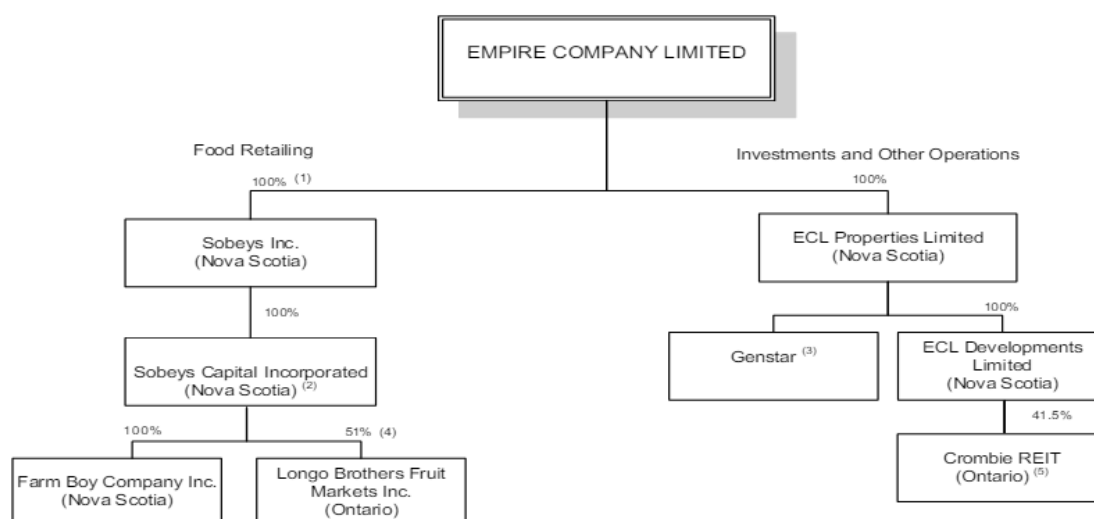 EMPIRE COMPANY LIMITED
Food Retailing
Investments and Other Operations
100% (1)
100%
Sobeys Inc.
(Nova Scotia)
ECL Properties Limited
(Nova Scotia)
100%
100%
Sobeys Capital Incorporated
(Nova Scotia) (2)
Genstar (3)
ECL Developments
Limited
(Nova Scotia)
100%
51% (4)
41.5%
Farm Boy Company Inc.
(Nova Scotia)
Longo Brothers Fruit
Markets Inc.
(Ontario)
Crombie REIT
(Ontario) (5)